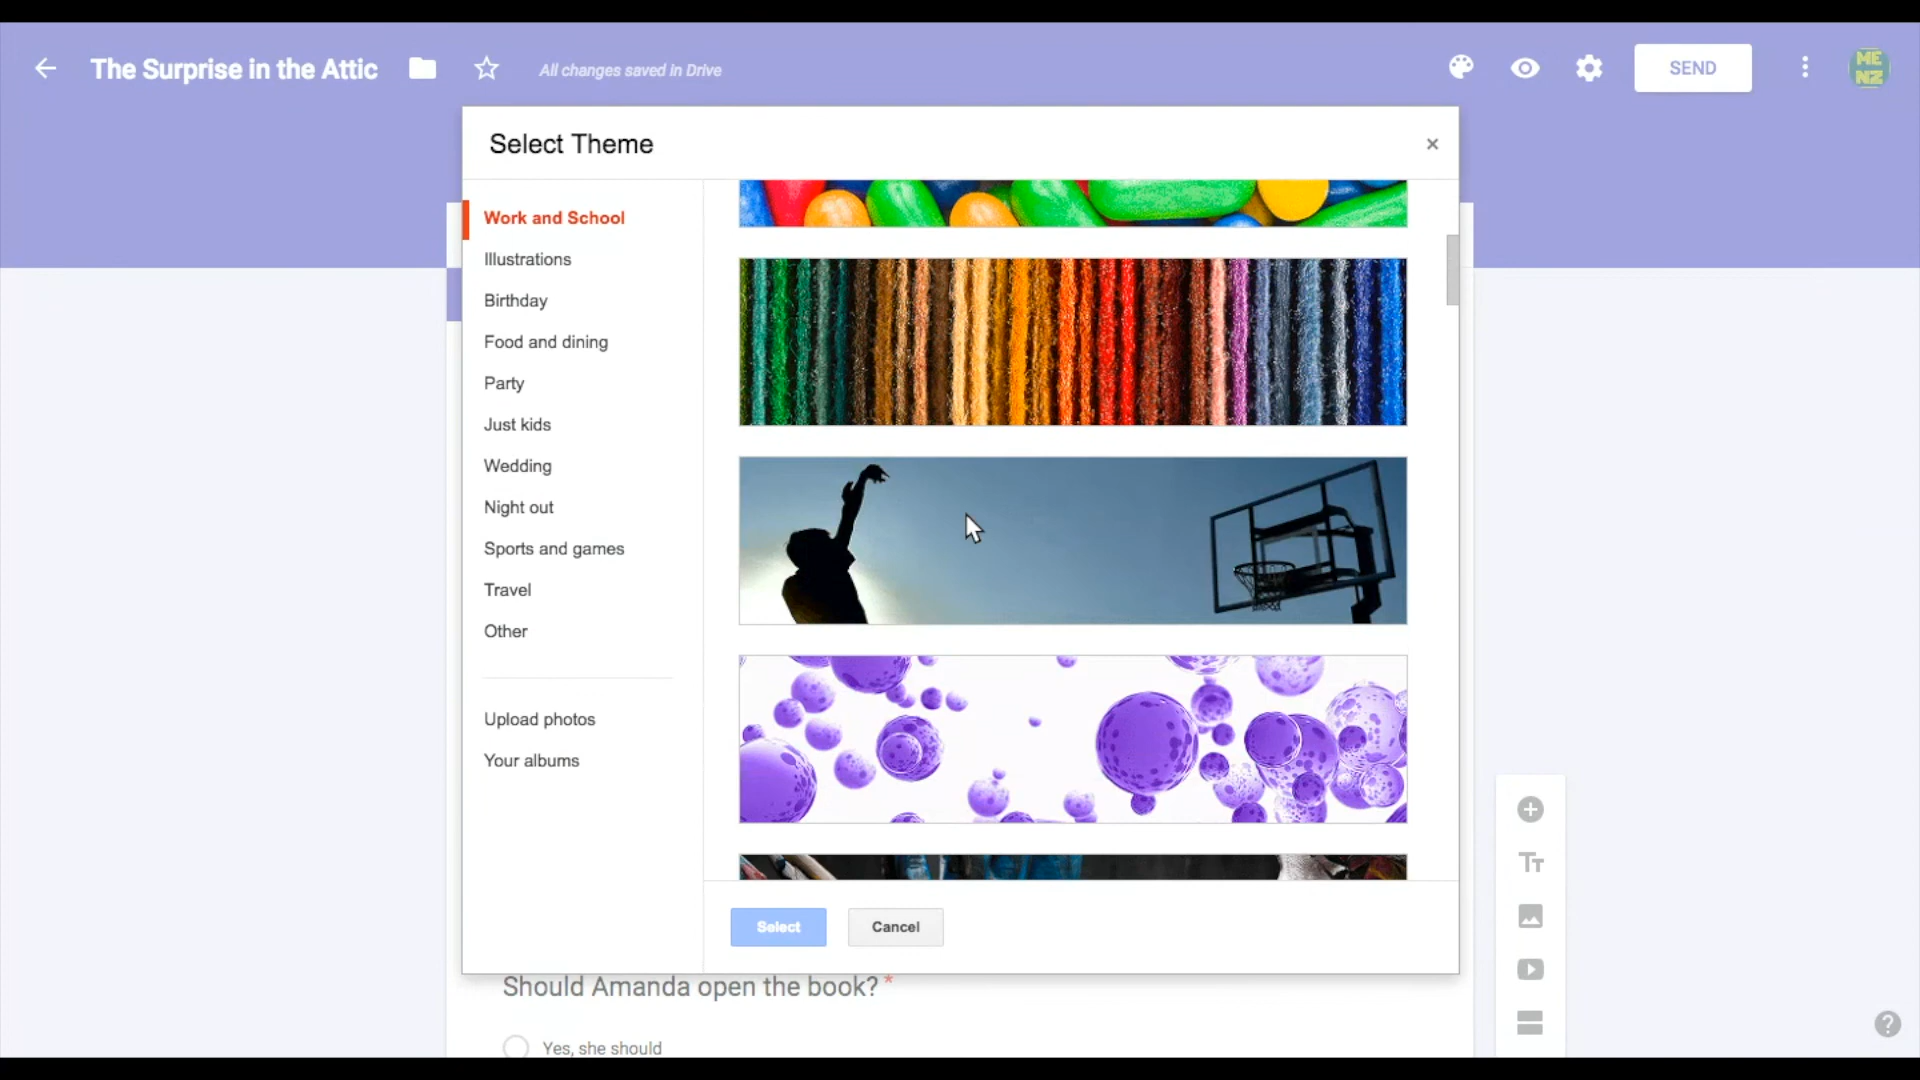 The Surprise in the Attic
All changes saved in Drive
SEND
ME
NZ
Select Theme
×
Work and School
Illustrations
Birthday
Food and dining
Party
Just kids
Wedding
Night out
Sports and games
Travel
Other
Upload photos
Your albums
Select
Cancel
Tт
Should Amanda open the book? *
Yes, she should
?